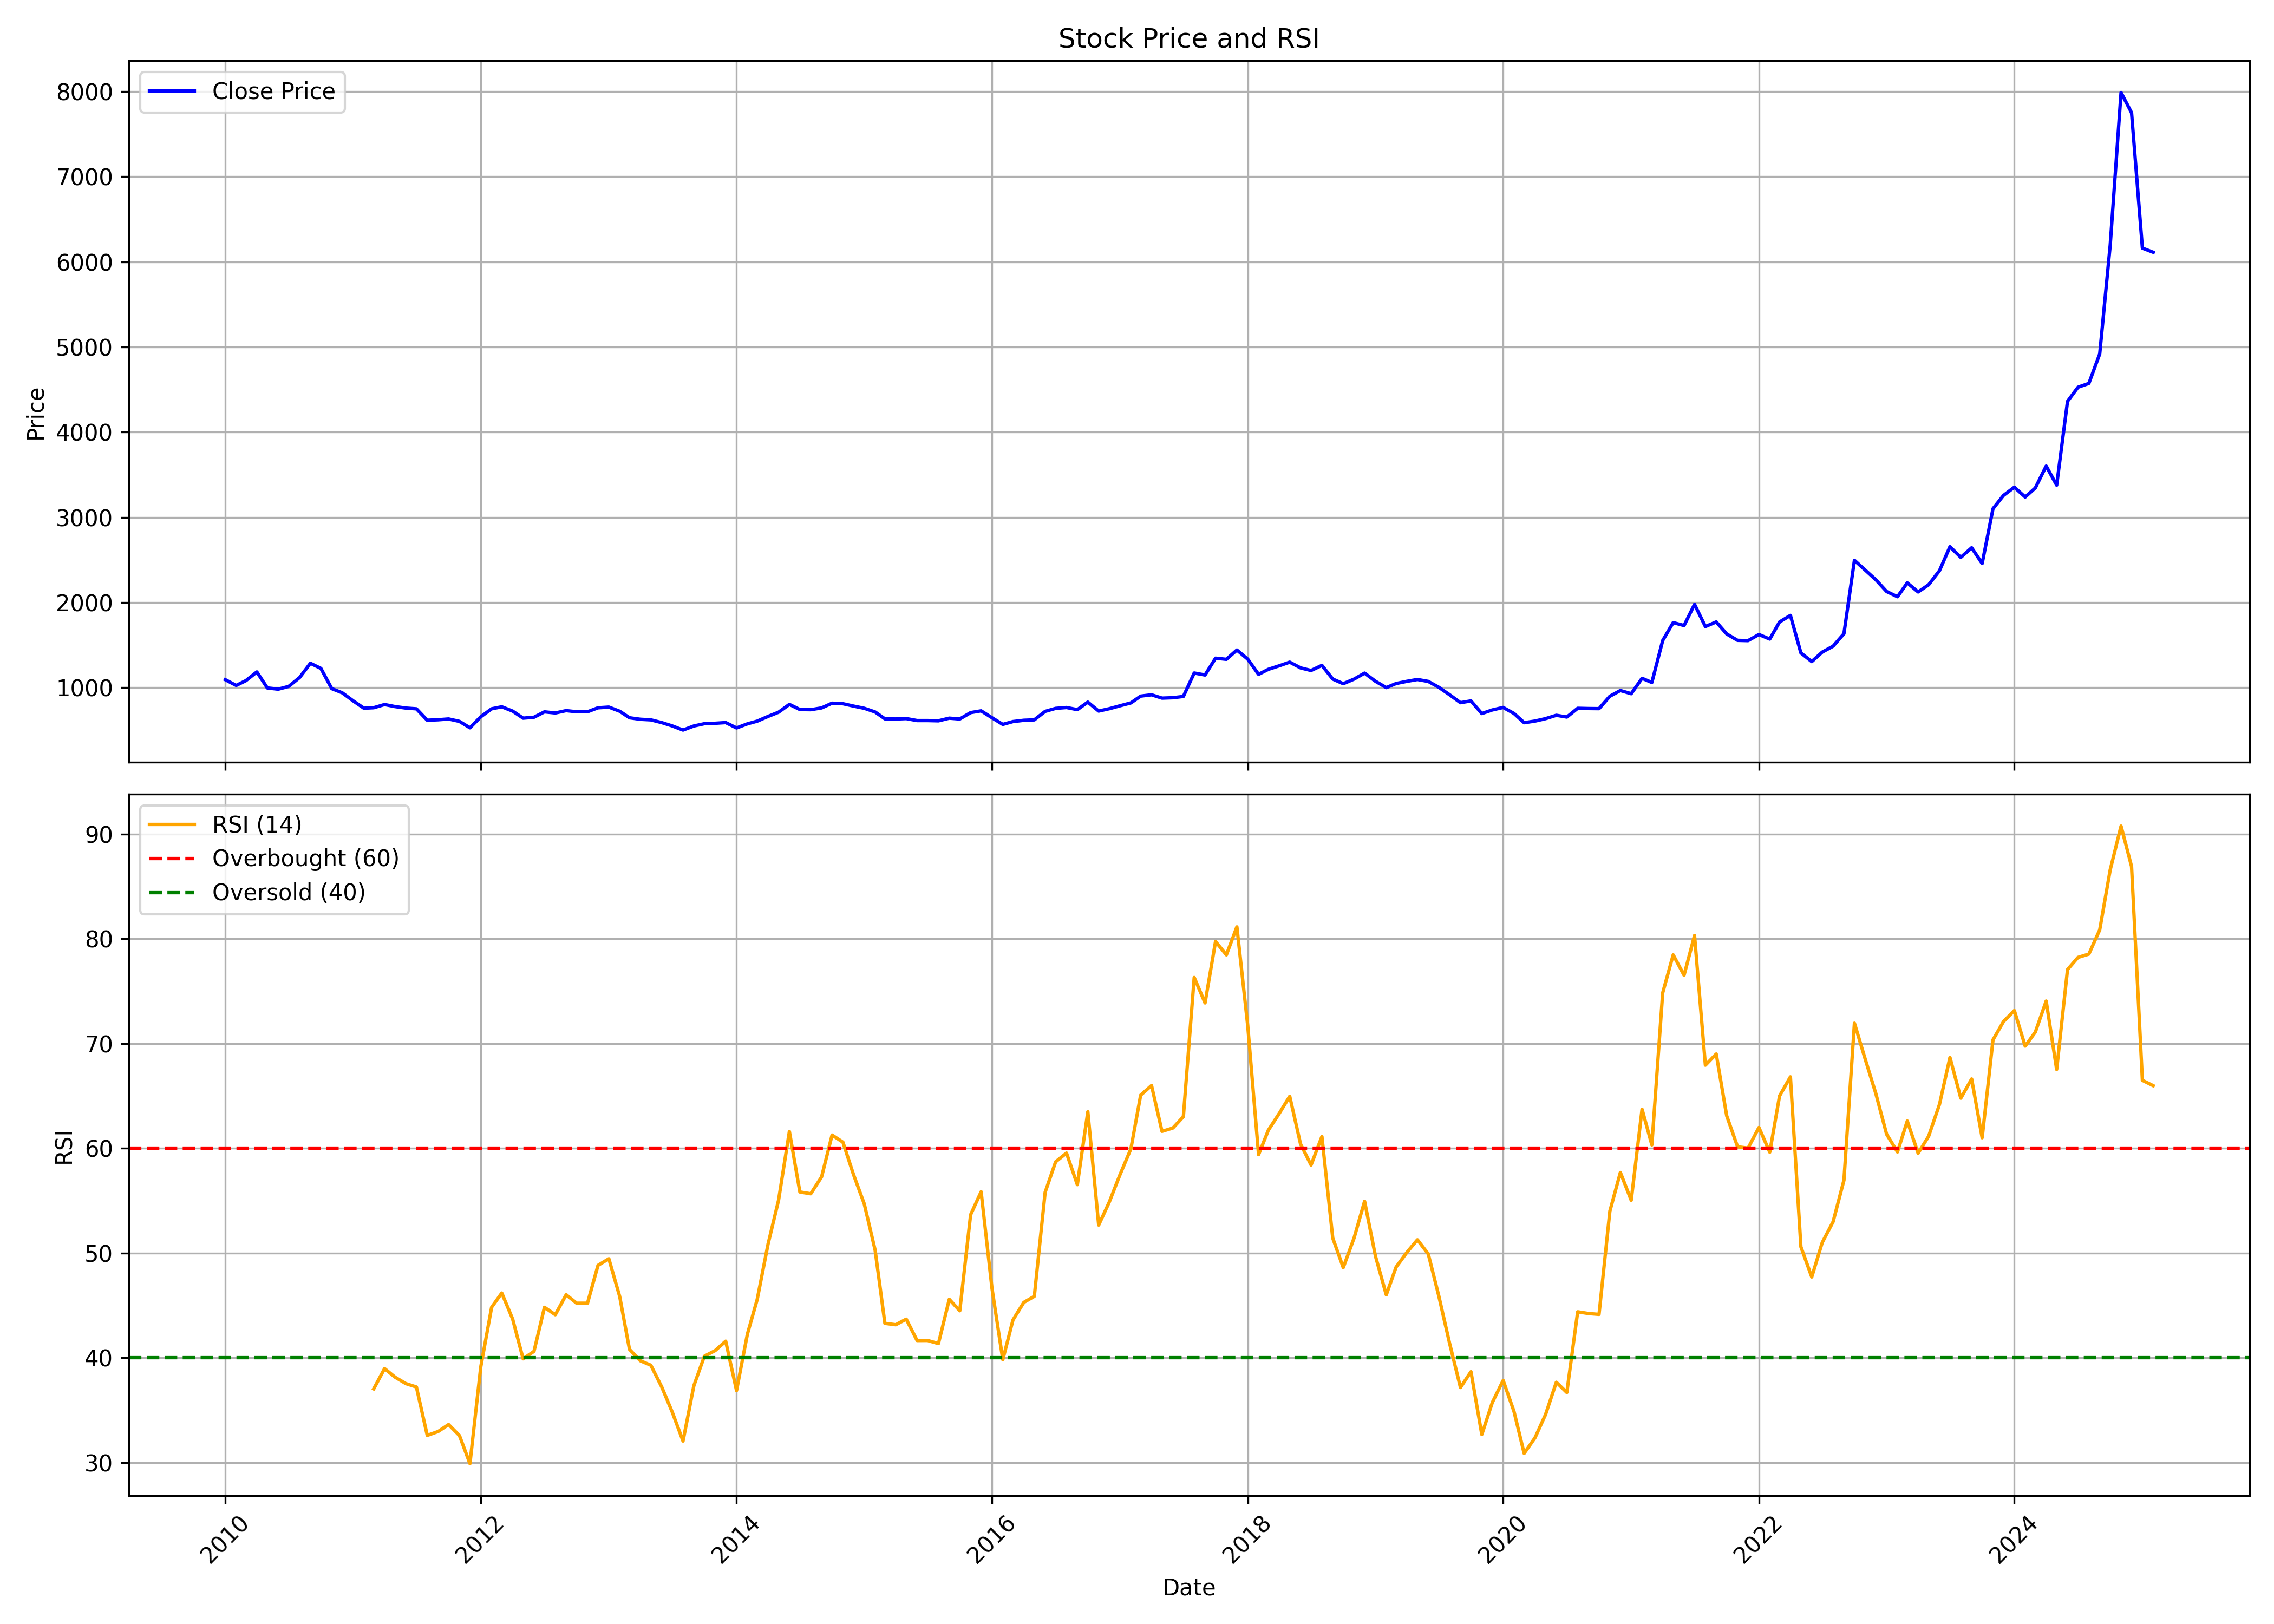 Stock Price and RSI
Close Price
8000
7000
6000
5000
4000
3000
2000
1000
Price
RSI (14)
Overbought (60)
Oversold (40)
90
80
70
60
50
40
30
RSI
2010
2012
2014
2016
2018
2020
2022
2024
Date